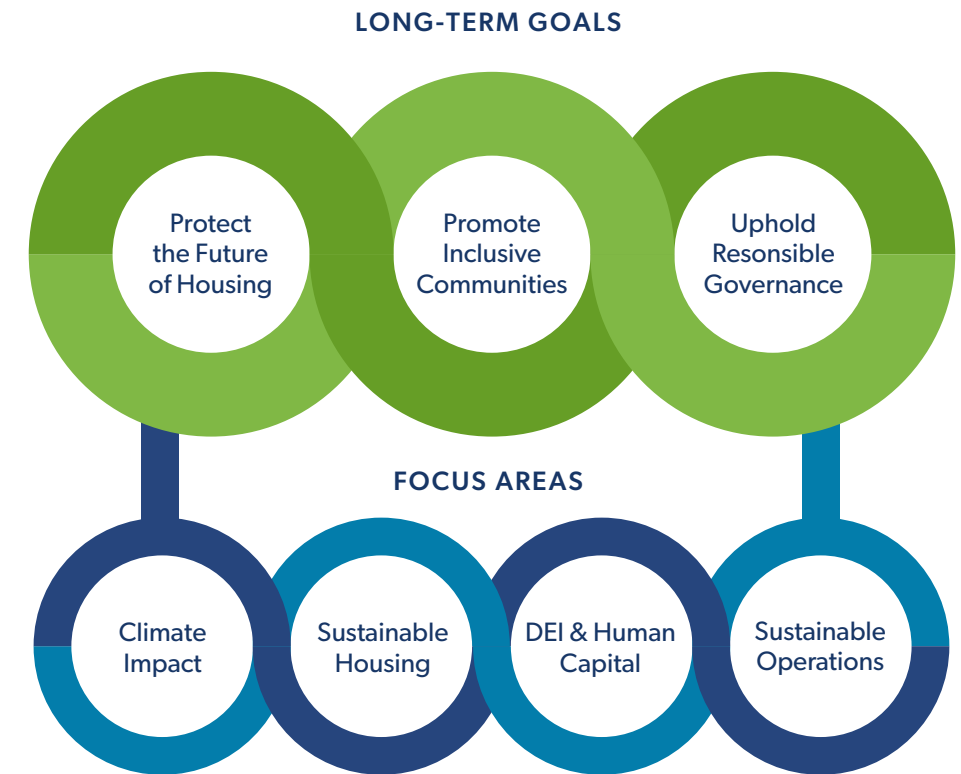 LONG-TERM GOALS
Protect
the Future
of Housing
Promote
Inclusive
Communities
Uphold
Resonsible
Governance
FOCUS AREAS
Climate
Impact
Sustainable
Housing
DEI & Human
Capital
Sustainable
Operations